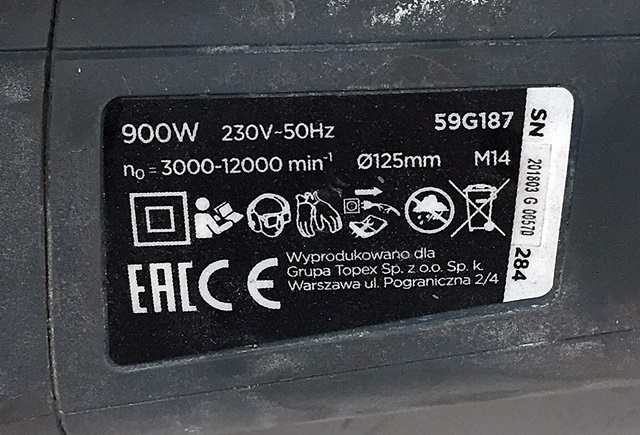 900W 230V~50Hz 59G187
n₀ = 3000-12000 min⁻¹ Ø125mm M14
EAC CE
Wyprodukowano dla
Grupa Topex Sp. z o.o. Sp. k.
Warszawa ul. Pograniczna 2/4
SN 201803 G 00570 284